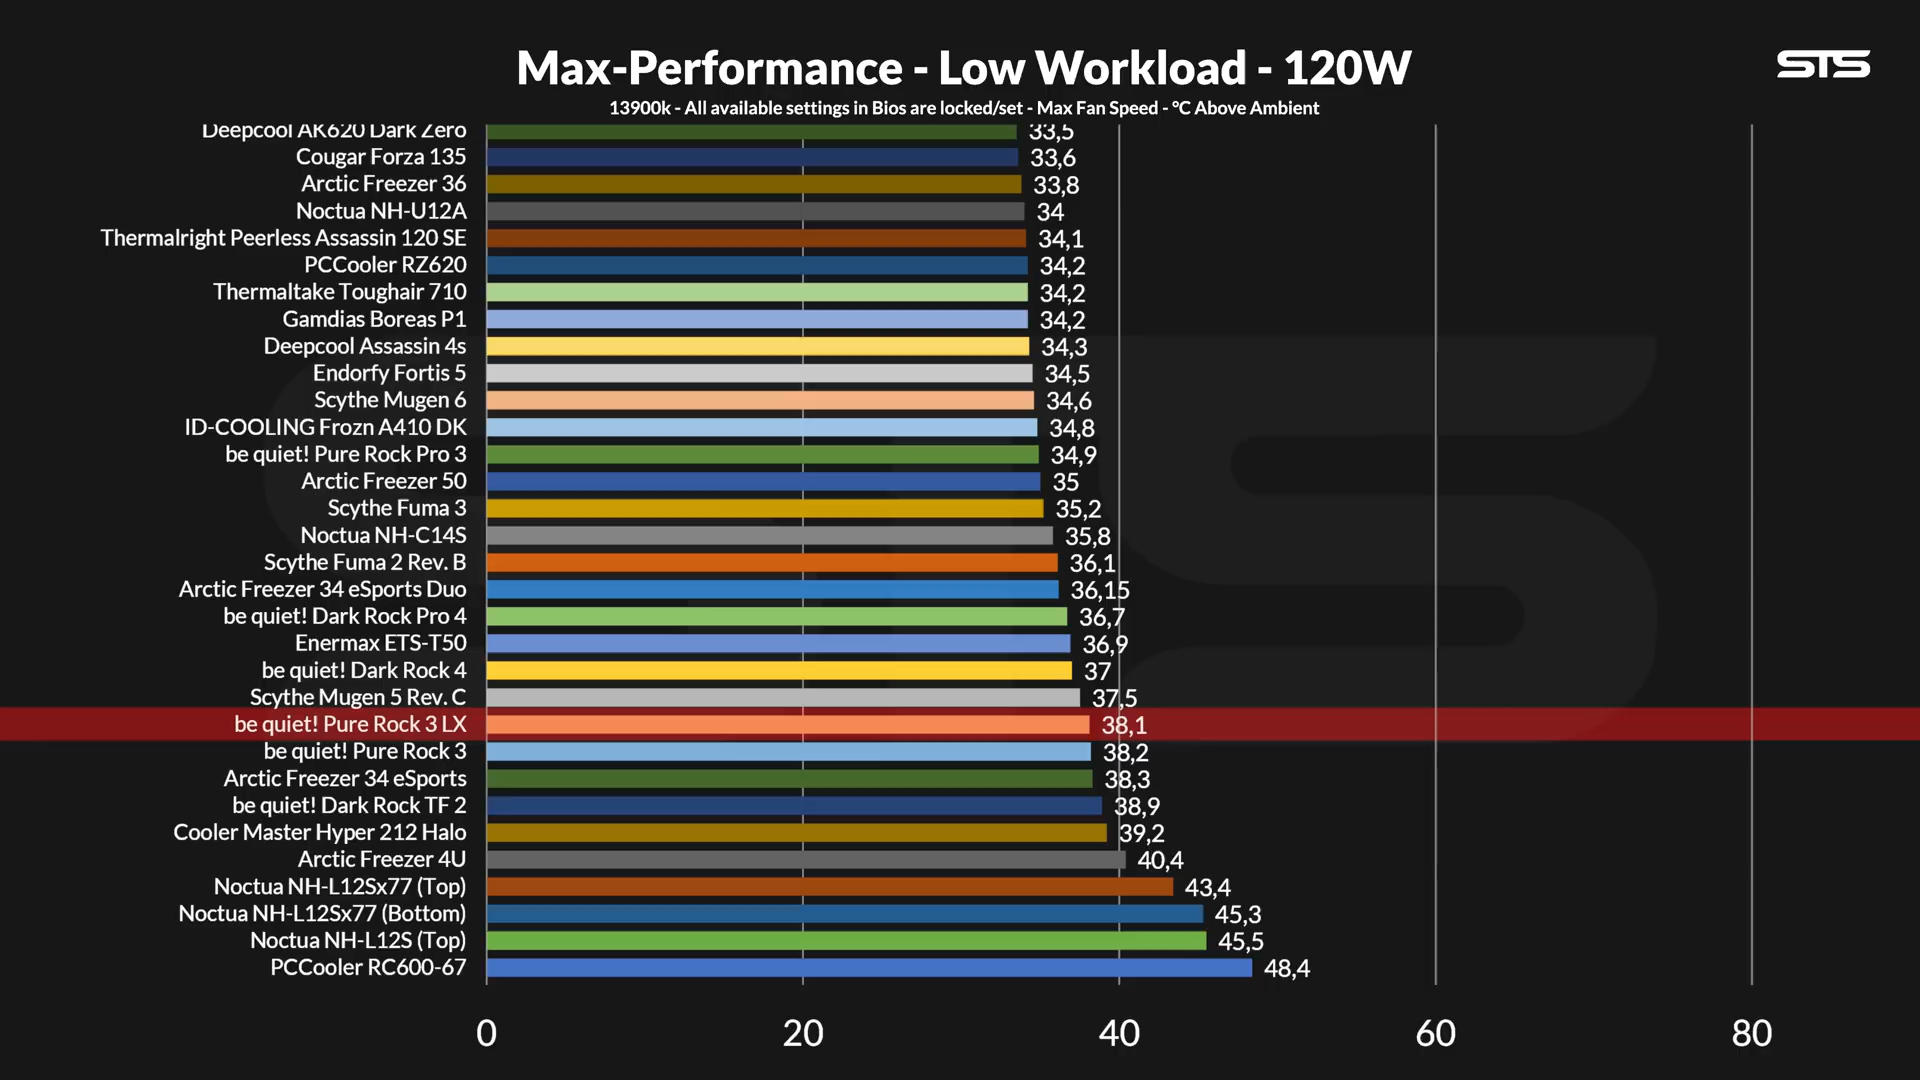 Max-Performance - Low Workload - 120W
STS
13900k - All available settings in Bios are locked/set - Max Fan Speed - °C Above Ambient
Deepcool AK620 Dark Zero 33,5
Cougar Forza 135 33,6
Arctic Freezer 36 33,8
Noctua NH-U12A 34
Thermalright Peerless Assassin 120 SE 34,1
PCCooler RZ620 34,2
Thermaltake Toughair 710 34,2
Gamdias Boreas P1 34,2
Deepcool Assassin 4s 34,3
Endorfy Fortis 5 34,5
Scythe Mugen 6 34,6
ID-COOLING Frozn A410 DK 34,8
be quiet! Pure Rock Pro 3 34,9
Arctic Freezer 50 35
Scythe Fuma 3 35,2
Noctua NH-C14S 35,8
Scythe Fuma 2 Rev. B 36,1
Arctic Freezer 34 eSports Duo 36,15
be quiet! Dark Rock Pro 4 36,7
Enermax ETS-T50 36,9
be quiet! Dark Rock 4 37
Scythe Mugen 5 Rev. C 37,5
be quiet! Pure Rock 3 LX 38,1
be quiet! Pure Rock 3 38,2
Arctic Freezer 34 eSports 38,3
be quiet! Dark Rock TF 2 38,9
Cooler Master Hyper 212 Halo 39,2
Arctic Freezer 4U 40,4
Noctua NH-L12Sx77 (Top) 43,4
Noctua NH-L12Sx77 (Bottom) 45,3
Noctua NH-L12S (Top) 45,5
PCCooler RC600-67 48,4
0 20 40 60 80